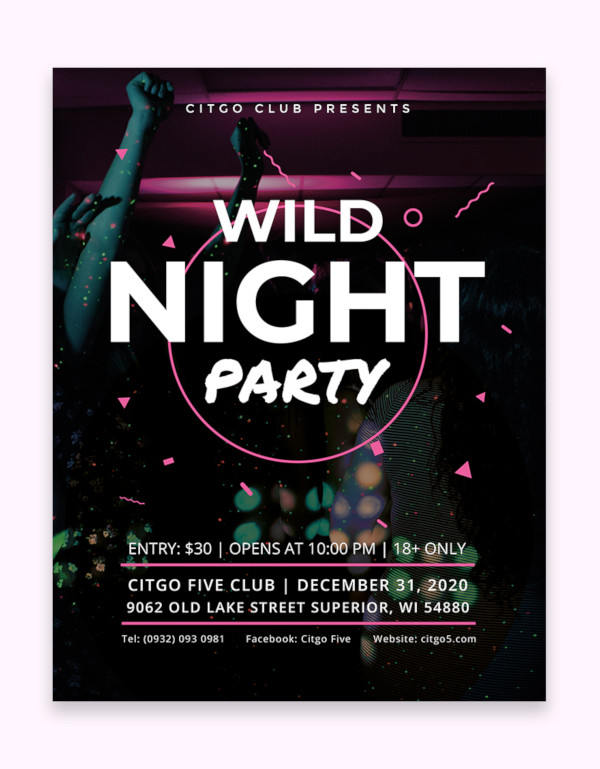 CITGO CLUB PRESENTS
WILD
NIGHT
PARTY
ENTRY: $30 | OPENS AT 10:00 PM | 18+ ONLY
CITGO FIVE CLUB | DECEMBER 31, 2020
9062 OLD LAKE STREET SUPERIOR, WI 54880
Tel: (0932) 093 0981 Facebook: Citgo Five Website: citgo5.com